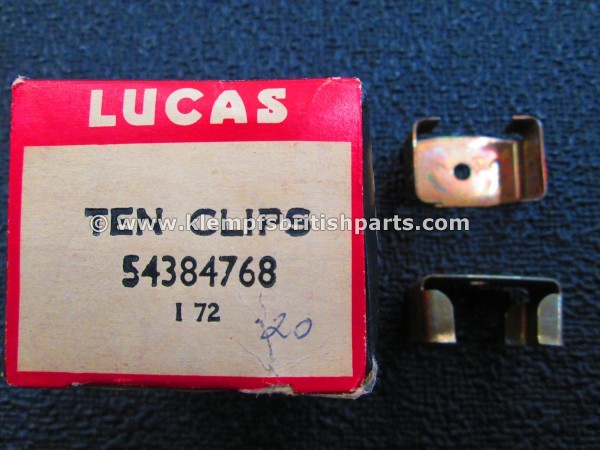 LUCAS
TEN CLIPS
© www.klempfsbritishparts.com
54384768
I 72
20